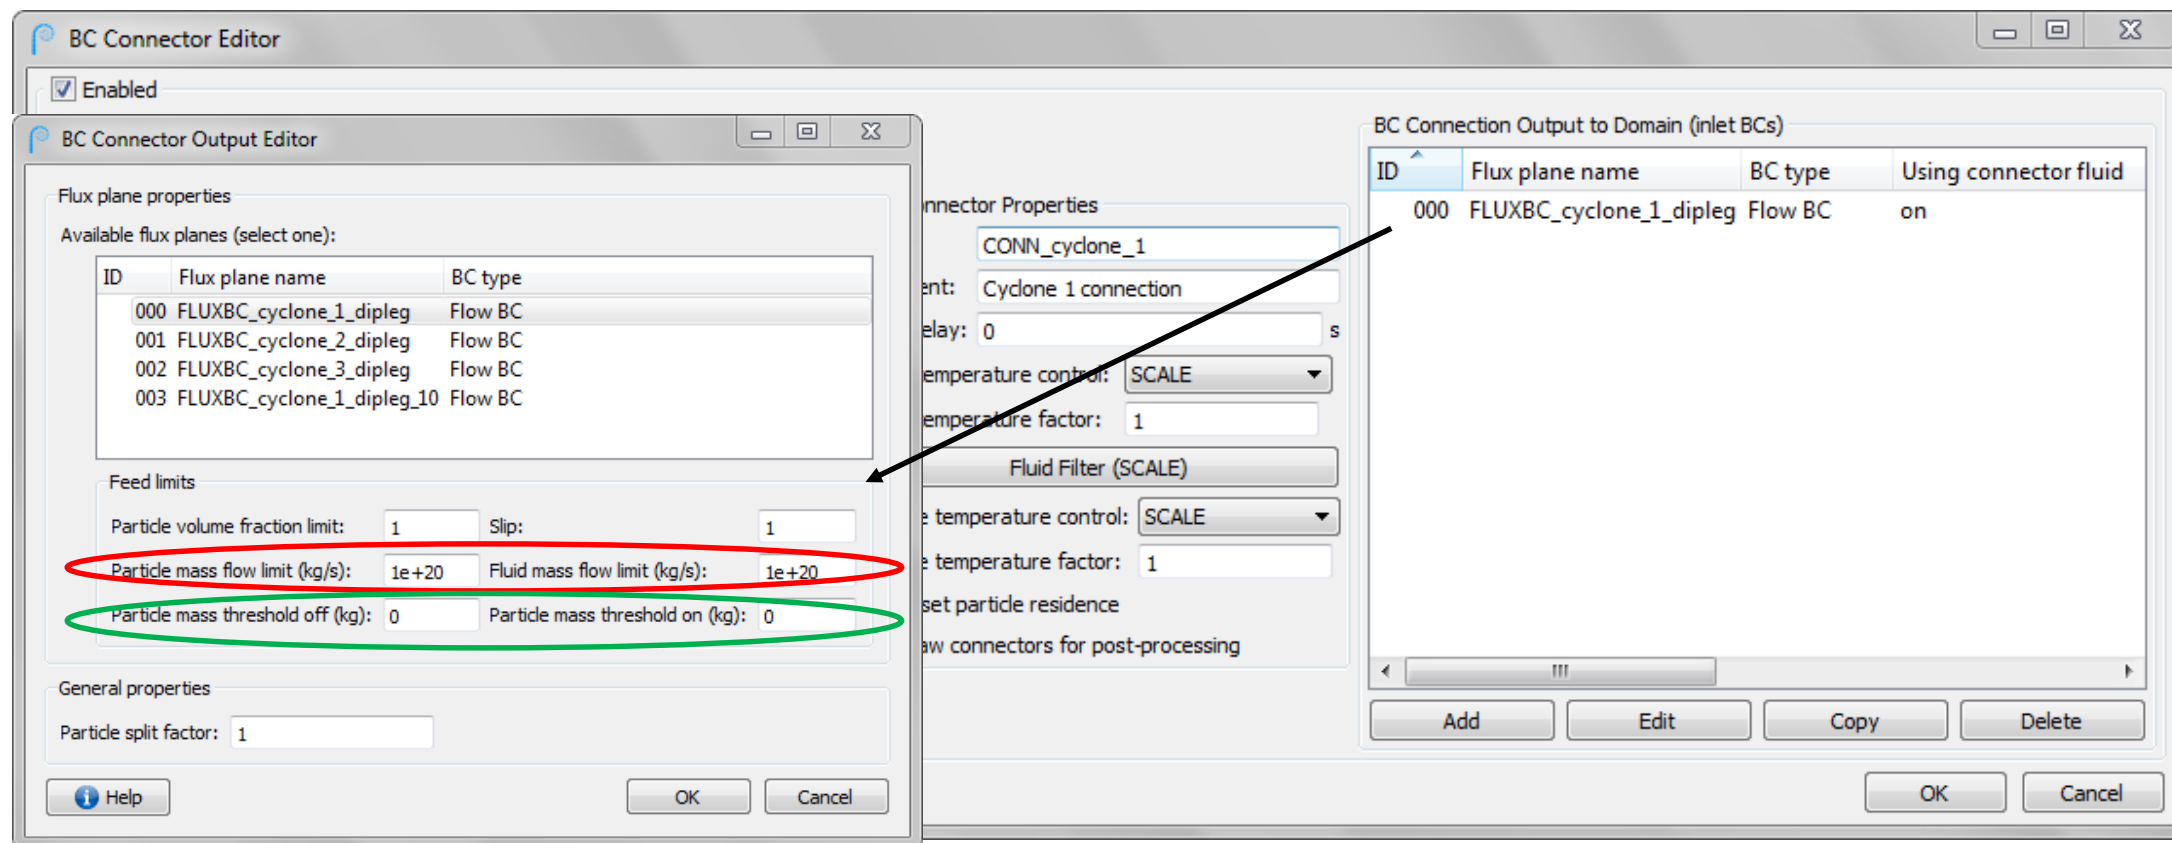 BC Connector Editor
Enabled
BC Connector Output Editor
Flux plane properties
Available flux planes (select one):
ID Flux plane name BC type
000 FLUXBC_cyclone_1_dipleg Flow BC
001 FLUXBC_cyclone_2_dipleg Flow BC
002 FLUXBC_cyclone_3_dipleg Flow BC
003 FLUXBC_cyclone_1_dipleg_10 Flow BC
Feed limits
Particle volume fraction limit: 1 Slip: 1
Particle mass flow limit (kg/s): 1e+20 Fluid mass flow limit (kg/s): 1e+20
Particle mass threshold off (kg): 0 Particle mass threshold on (kg): 0
General properties
Particle split factor: 1
Help OK Cancel
nnector Properties
CONN_cyclone_1
ent: Cyclone 1 connection
elay: 0 s
emperature control: SCALE
emperature factor: 1
Fluid Filter (SCALE)
e temperature control: SCALE
e temperature factor: 1
set particle residence
aw connectors for post-processing
BC Connection Output to Domain (inlet BCs)
ID Flux plane name BC type Using connector fluid
000 FLUXBC_cyclone_1_dipleg Flow BC on
Add Edit Copy Delete
OK Cancel